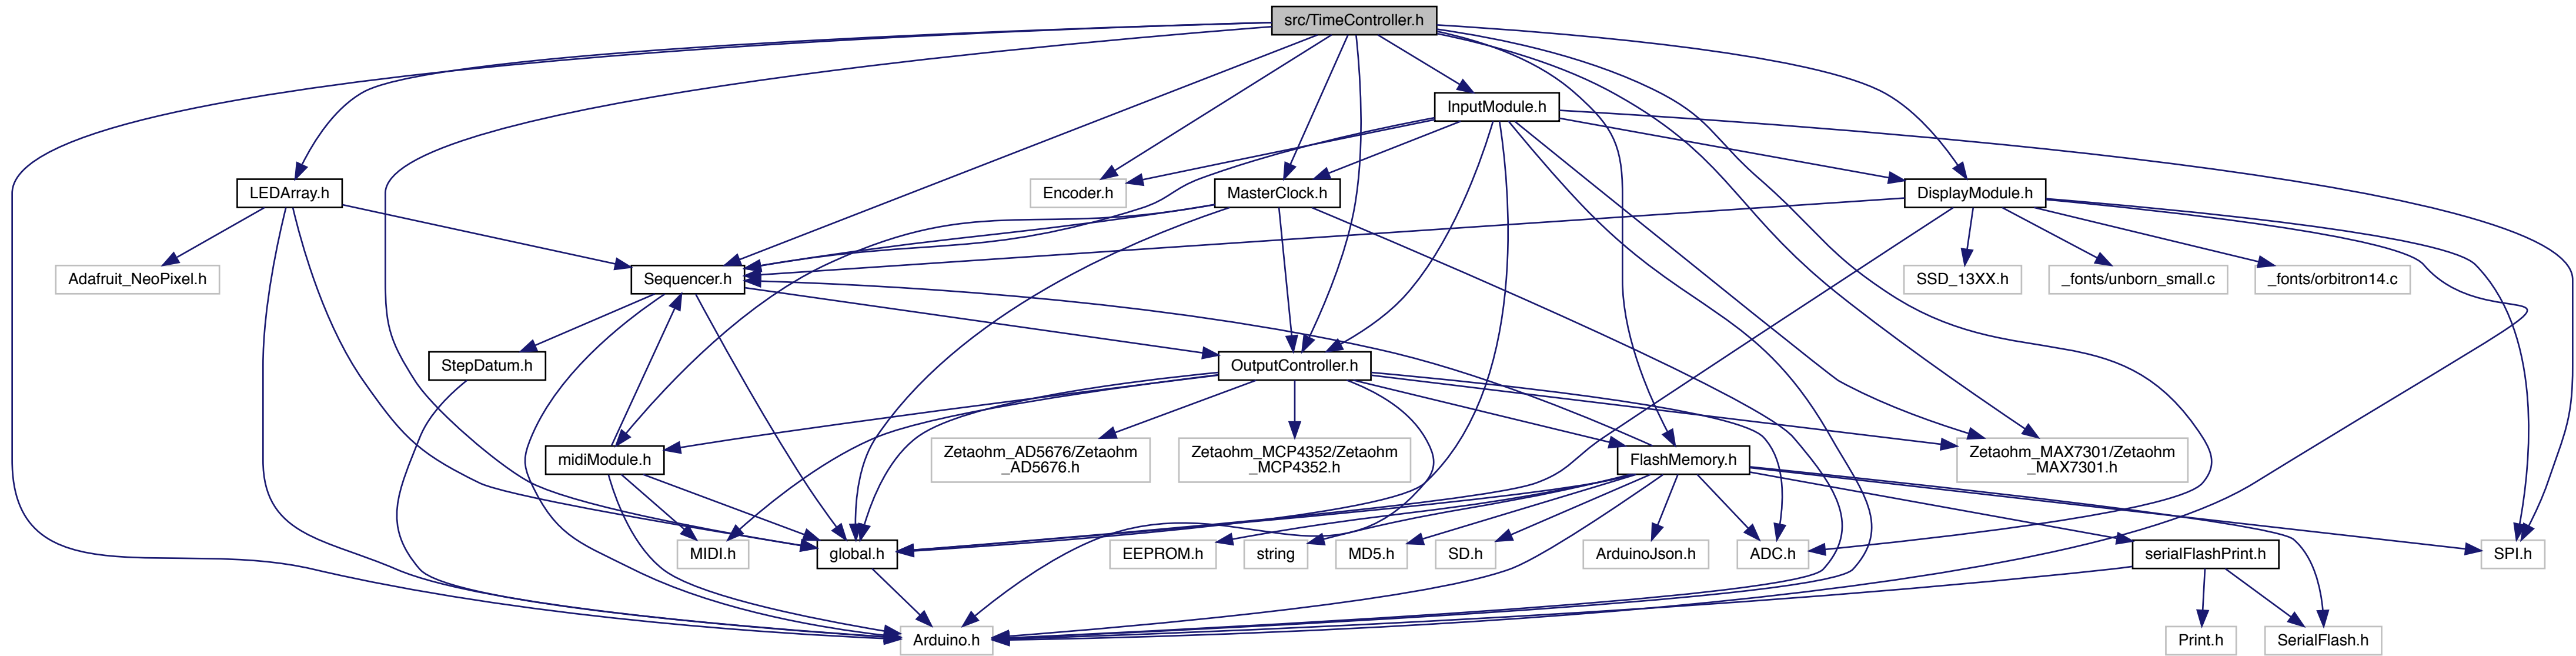 src/TimeController.h
InputModule.h
LEDArray.h
Encoder.h
MasterClock.h
DisplayModule.h
Adafruit_NeoPixel.h
Sequencer.h
SSD_13XX.h
_fonts/unborn_small.c
_fonts/orbitron14.c
StepDatum.h
OutputController.h
midiModule.h
Zetaohm_AD5676/Zetaohm
_AD5676.h
Zetaohm_MCP4352/Zetaohm
_MCP4352.h
FlashMemory.h
Zetaohm_MAX7301/Zetaohm
_MAX7301.h
MIDI.h
global.h
EEPROM.h
string
MD5.h
SD.h
ArduinoJson.h
ADC.h
serialFlashPrint.h
SPI.h
Arduino.h
Print.h
SerialFlash.h